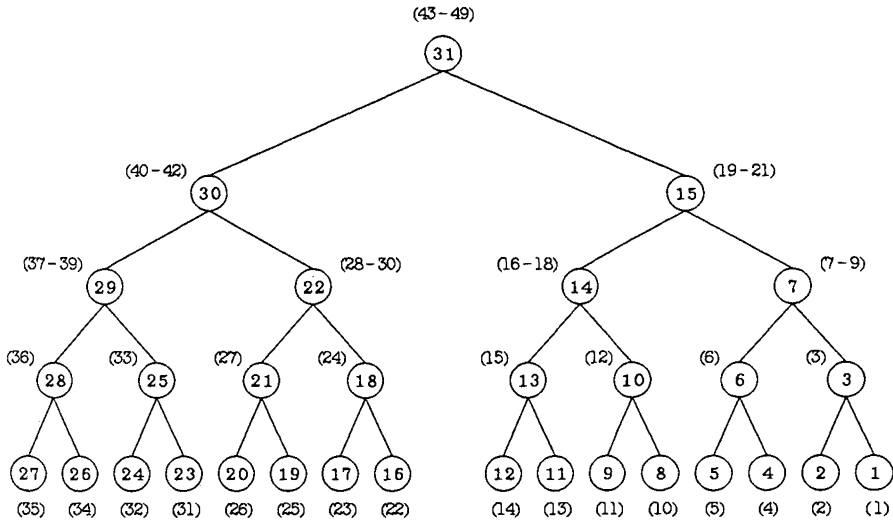 (43-49)
31
(40-42) (19-21)
30 15
(37-39) (28-30) (16-18) (7-9)
29 22 14 7
(36) (33) (27) (24) (15) (12) (6) (3)
28 25 21 18 13 10 6 3
27 26 24 23 20 19 17 16 12 11 9 8 5 4 2 1
(35) (34) (32) (31) (26) (25) (23) (22) (14) (13) (11) (10) (5) (4) (2) (1)